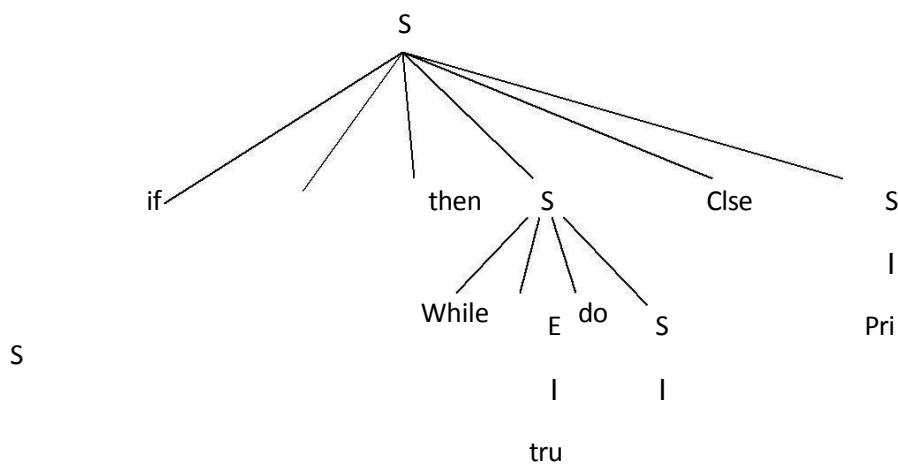 S
if then S Clse S
I
While E do S Pri
S
I I
tru